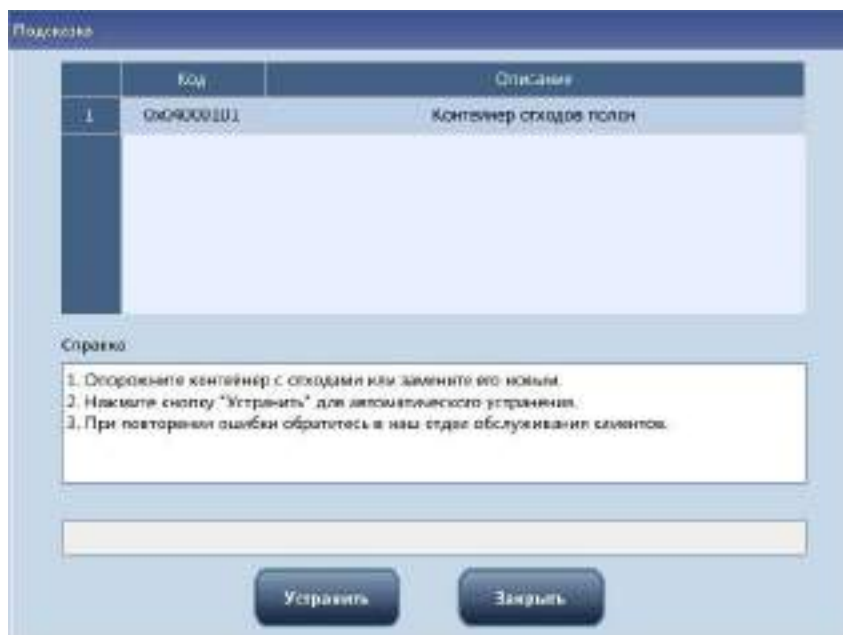 Подсказка
Код Описание
1 0x04000101 Контейнер отходов полон
Справка
1. Опорожните контейнер с отходами или замените его новым.
2. Нажмите кнопку "Устранить" для автоматического устранения.
3. При повторении ошибки обратитесь в наш отдел обслуживания клиентов.
Устранить Закрыть